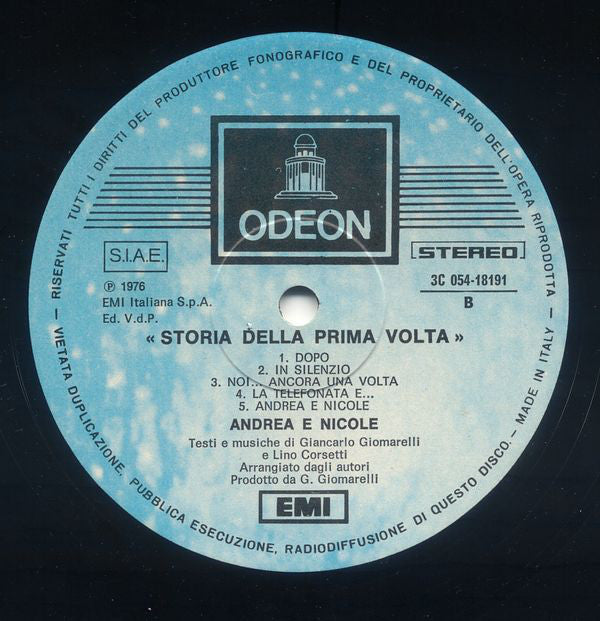 RISERVATI TUTTI I DIRITTI DEL PRODUTTORE FONOGRAFICO E DEL PROPRIETARIO DELL'OPERA RIPRODOTTA
ODEON
S.I.A.E.
STEREO
℗ 1976
EMI Italiana S.p.A.
Ed. V.d.P.
3C 054-18191
B
« STORIA DELLA PRIMA VOLTA »
1. DOPO
2. IN SILENZIO
3. NOI... ANCORA UNA VOLTA
4. LA TELEFONATA E...
5. ANDREA E NICOLE
ANDREA E NICOLE
Testi e musiche di Giancarlo Giomarelli
e Lino Corsetti
Arrangiato dagli autori
Prodotto da G. Giomarelli
EMI
— VIETATA DUPLICAZIONE, PUBBLICA ESECUZIONE, RADIODIFFUSIONE DI QUESTO DISCO. — MADE IN ITALY —